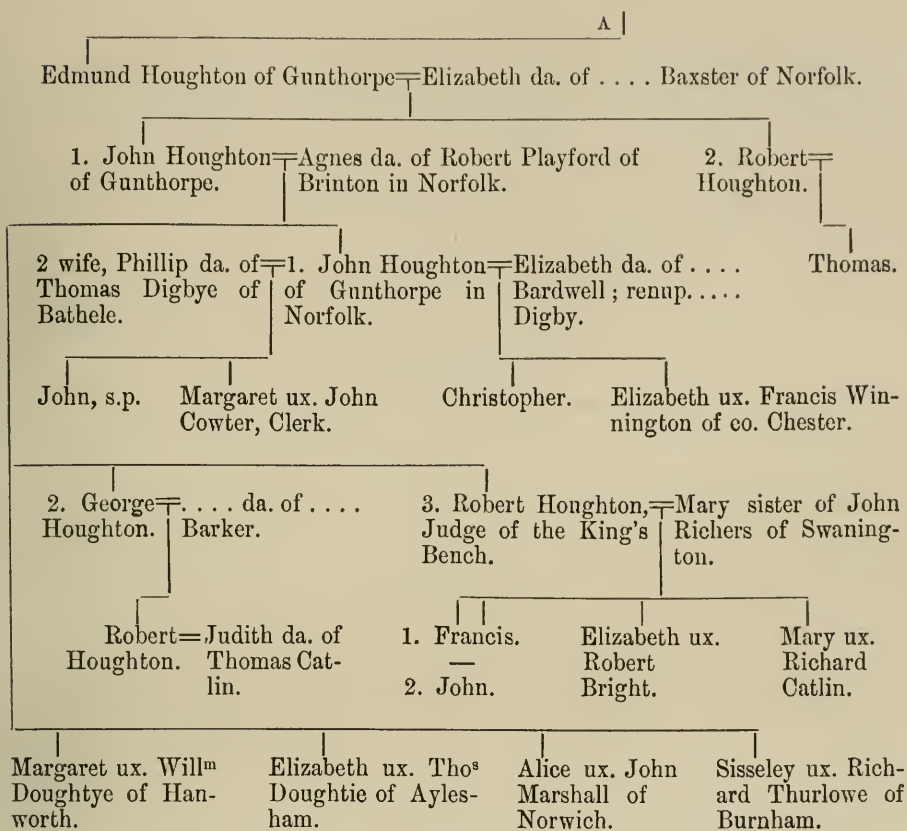 A
Edmund Houghton of Gunthorpe=Elizabeth da. of . . . . Baxster of Norfolk.
1. John Houghton=Agnes da. of Robert Playford of
of Gunthorpe. Brinton in Norfolk.
2. Robert=
Houghton.
2 wife, Phillip da. of=1. John Houghton=Elizabeth da. of . . . .
Thomas Digbye of of Gunthorpe in Bardwell ; renup. . . . .
Bathele. Norfolk. Digby.
Thomas.
John, s.p.
Margaret ux. John
Cowter, Clerk.
Christopher.
Elizabeth ux. Francis Win-
nington of co. Chester.
2. George=. . . . da. of . . . .
Houghton. Barker.
3. Robert Houghton,=Mary sister of John
Judge of the King's Richers of Swaning-
Bench. ton.
Robert=Judith da. of
Houghton. Thomas Cat-
lin.
1. Francis.
—
2. John.
Elizabeth ux.
Robert
Bright.
Mary ux.
Richard
Catlin.
Margaret ux. Willᵐ
Doughtye of Han-
worth.
Elizabeth ux. Thoˢ
Doughtie of Ayles-
ham.
Alice ux. John
Marshall of
Norwich.
Sisseley ux. Rich-
ard Thurlowe of
Burnham.